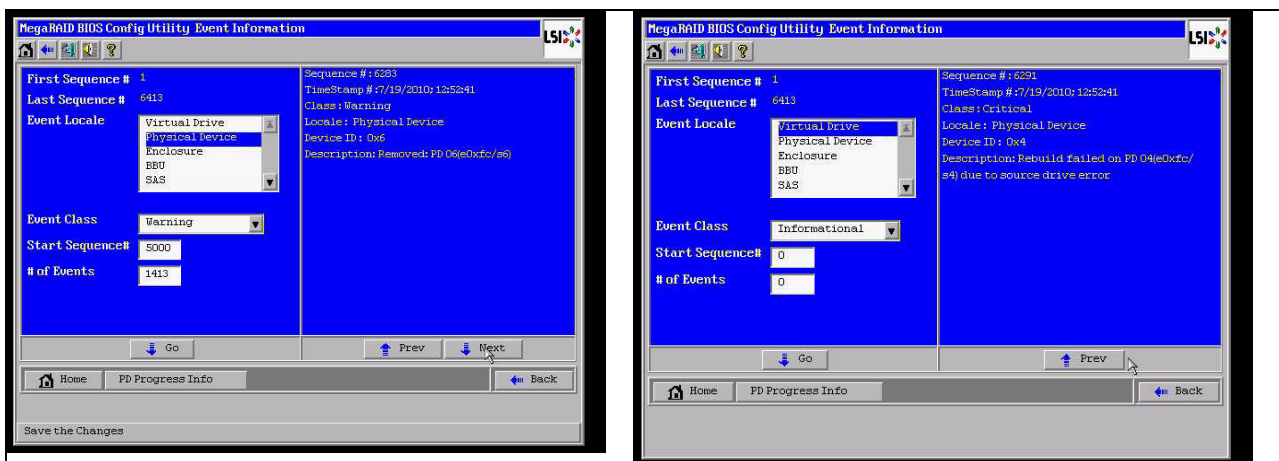 MegaRAID BIOS Config Utility Event Information
LSI
First Sequence # 1
Last Sequence # 6413
Event Locale
Virtual Drive
Physical Device
Enclosure
BBU
SAS
Event Class Warning
Start Sequence# 5000
# of Events 1413
Go
Sequence #:6283
TimeStamp #:7/19/2010; 12:52:41
Class: Warning
Locale: Physical Device
Device ID: 0x6
Description: Removed: PD 06(e0xfc/s6)
Prev Next
Home PD Progress Info Back
Save the Changes
MegaRAID BIOS Config Utility Event Information
LSI
First Sequence # 1
Last Sequence # 6413
Event Locale
Virtual Drive
Physical Device
Enclosure
BBU
SAS
Event Class Informational
Start Sequence# 0
# of Events 0
Go
Sequence #:6291
TimeStamp #:7/19/2010; 12:52:41
Class: Critical
Locale: Physical Device
Device ID: 0x4
Description: Rebuild failed on PD 04(e0xfc/
s4) due to source drive error
Prev
Home PD Progress Info Back